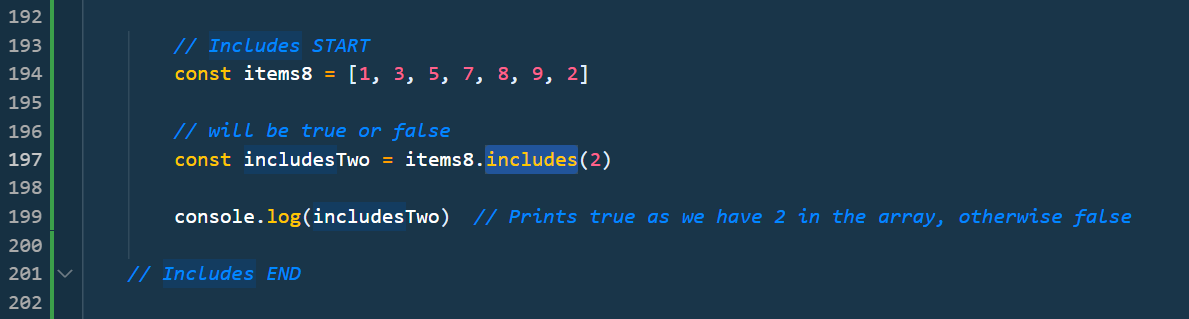 192
193 // Includes START
194 const items8 = [1, 3, 5, 7, 8, 9, 2]
195
196 // will be true or false
197 const includesTwo = items8.includes(2)
198
199 console.log(includesTwo) // Prints true as we have 2 in the array, otherwise false
200
201 // Includes END
202